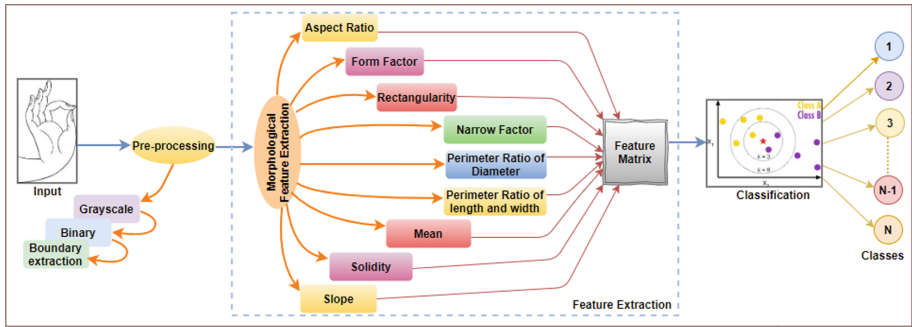 Input
Pre-processing
Grayscale
Binary
Boundary
extraction
Morphological
Feature Extraction
Aspect Ratio
Form Factor
Rectangularity
Narrow Factor
Perimeter Ratio of
Diameter
Perimeter Ratio of
length and width
Mean
Solidity
Slope
Feature Extraction
Feature
Matrix
Class A
Class B
X₁
Classification
1
2
3
N-1
N
Classes